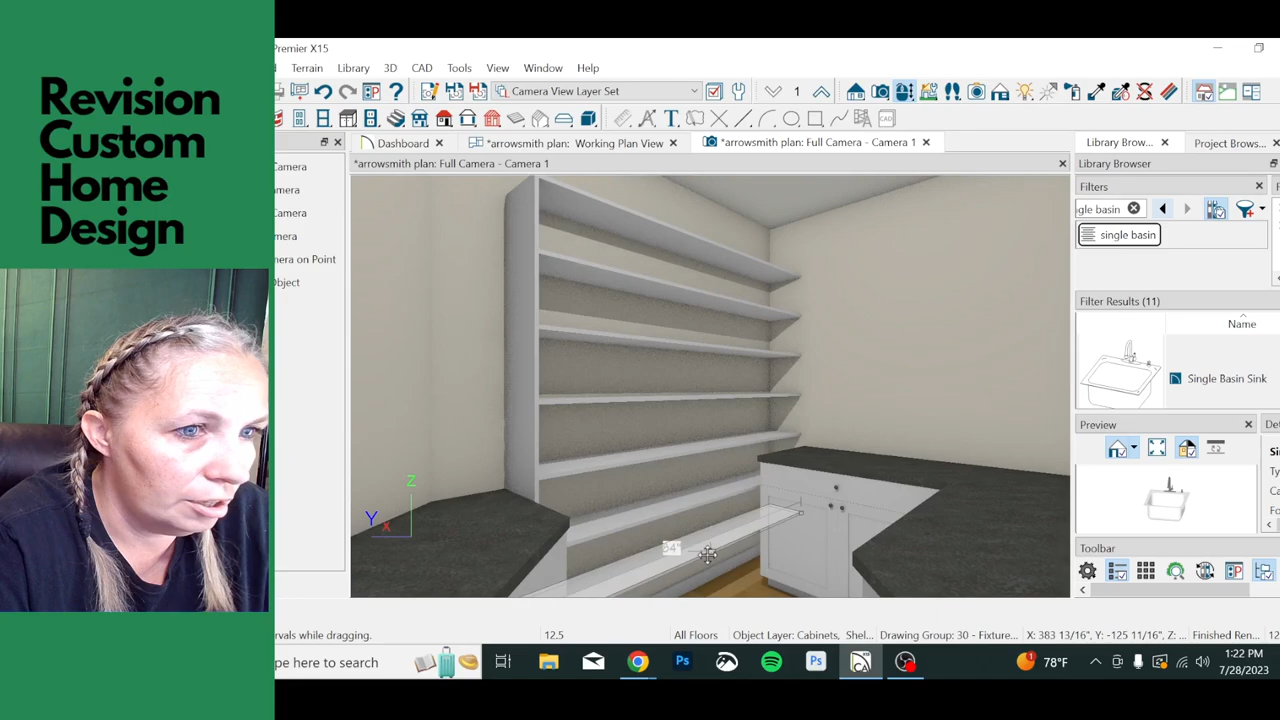 Revision
Custom
Home
Design
Premier X15
Terrain Library 3D CAD Tools View Window Help
Camera View Layer Set
1
Dashboard
*arrowsmith plan: Working Plan View
*arrowsmith plan: Full Camera - Camera 1
Library Brow...
Project Brows...
*arrowsmith plan: Full Camera - Camera 1
Library Browser
Camera
mera
Camera
mera
era on Point
Object
Filters
gle basin
single basin
Filter Results (11)
Name
Single Basin Sink
Preview
Toolbar
Z
Y
X
64"
rvals while dragging.
12.5
All Floors
Object Layer: Cabinets, Shel...
Drawing Group: 30 - Fixture...
X: 383 13/16", Y: -125 11/16", Z: ...
Finished Ren...
pe here to search
78°F
1:22 PM
7/28/2023